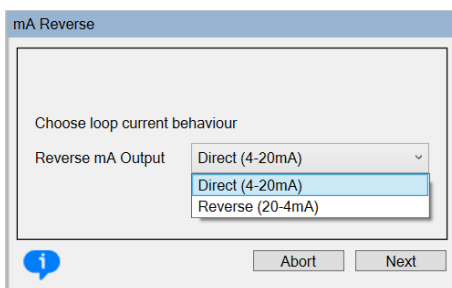 mA Reverse
Choose loop current behaviour
Reverse mA Output Direct (4-20mA)
Direct (4-20mA)
Reverse (20-4mA)
Abort Next